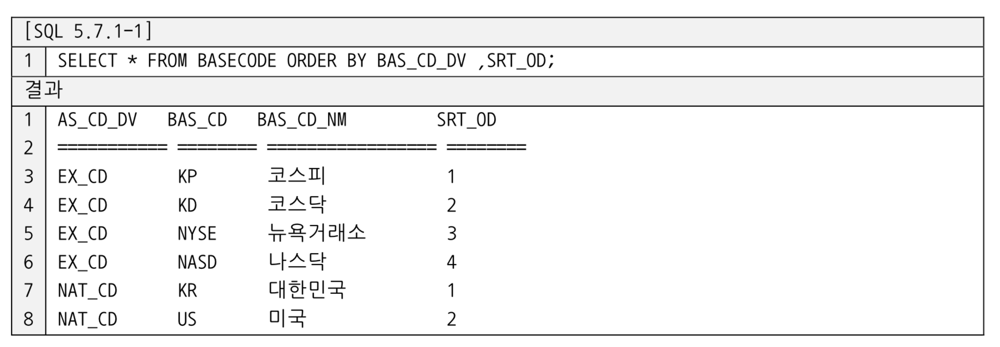 [SQL 5.7.1-1]
1 SELECT * FROM BASECODE ORDER BY BAS_CD_DV ,SRT_OD;
결과
1 AS_CD_DV BAS_CD BAS_CD_NM SRT_OD
2 =========== ======== ================= ========
3 EX_CD KP 코스피 1
4 EX_CD KD 코스닥 2
5 EX_CD NYSE 뉴욕거래소 3
6 EX_CD NASD 나스닥 4
7 NAT_CD KR 대한민국 1
8 NAT_CD US 미국 2